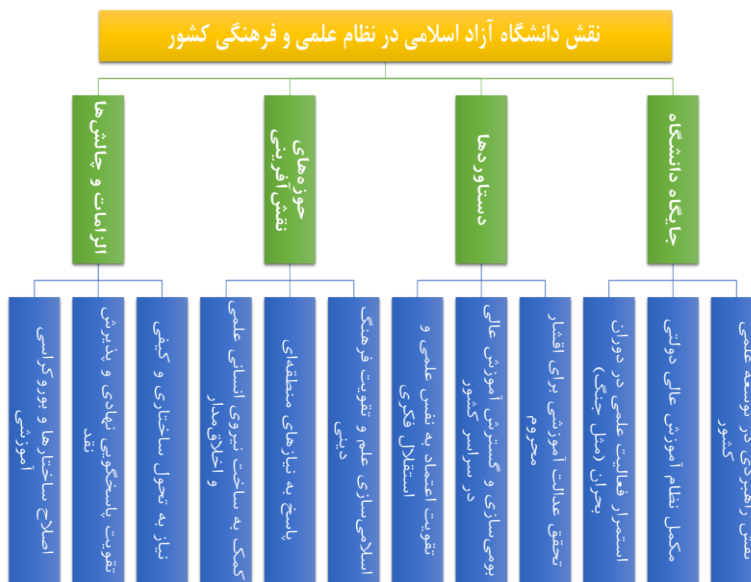 نقش دانشگاه آزاد اسلامی در نظام علمی و فرهنگی کشور
جایگاه دانشگاه
نقش راهبردی در توسعه علمی
کشور
مکمل نظام آموزش عالی دولتی
استمرار فعالیت علمی در دوران
بحران (مثل جنگ)
دستاوردها
تحقق عدالت آموزشی برای اقشار
محروم
بومی‌سازی و گسترش آموزش عالی
در سراسر کشور
تقویت اعتماد به نفس علمی و
استقلال فکری
حوزه‌های
نقش‌آفرینی
اسلامی‌سازی علم و تقویت فرهنگ
دینی
پاسخ به نیازهای منطقه‌ای
کمک به ساخت نیروی انسانی علمی
و اخلاق‌مدار
الزامات و چالش‌ها
نیاز به تحول ساختاری و کیفی
تقویت پاسخگویی نهادی و پذیرش
نقد
اصلاح ساختارها و بوروکراسی
آموزشی